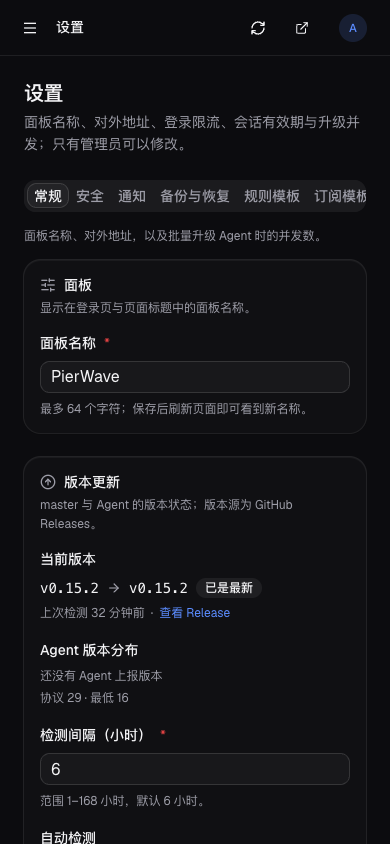 设置
A
设置
面板名称、对外地址、登录限流、会话有效期与升级并
发；只有管理员可以修改。
常规 安全 通知 备份与恢复 规则模板 订阅模板
面板名称、对外地址，以及批量升级 Agent 时的并发数。
面板
显示在登录页与页面标题中的面板名称。
面板名称 *
PierWave
最多 64 个字符；保存后刷新页面即可看到新名称。
版本更新
master 与 Agent 的版本状态；版本源为 GitHub
Releases。
当前版本
v0.15.2 → v0.15.2 已是最新
上次检测 32 分钟前 · 查看 Release
Agent 版本分布
还没有 Agent 上报版本
协议 29 · 最低 16
检测间隔（小时） *
6
范围 1–168 小时，默认 6 小时。
自动检测